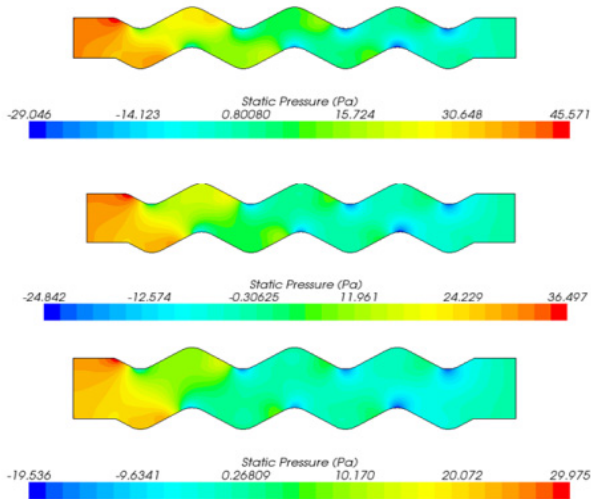 Static Pressure (Pa)
-29.046 -14.123 0.80080 15.724 30.648 45.571
Static Pressure (Pa)
-24.842 -12.574 -0.30625 11.961 24.229 36.497
Static Pressure (Pa)
-19.536 -9.6341 0.26809 10.170 20.072 29.975